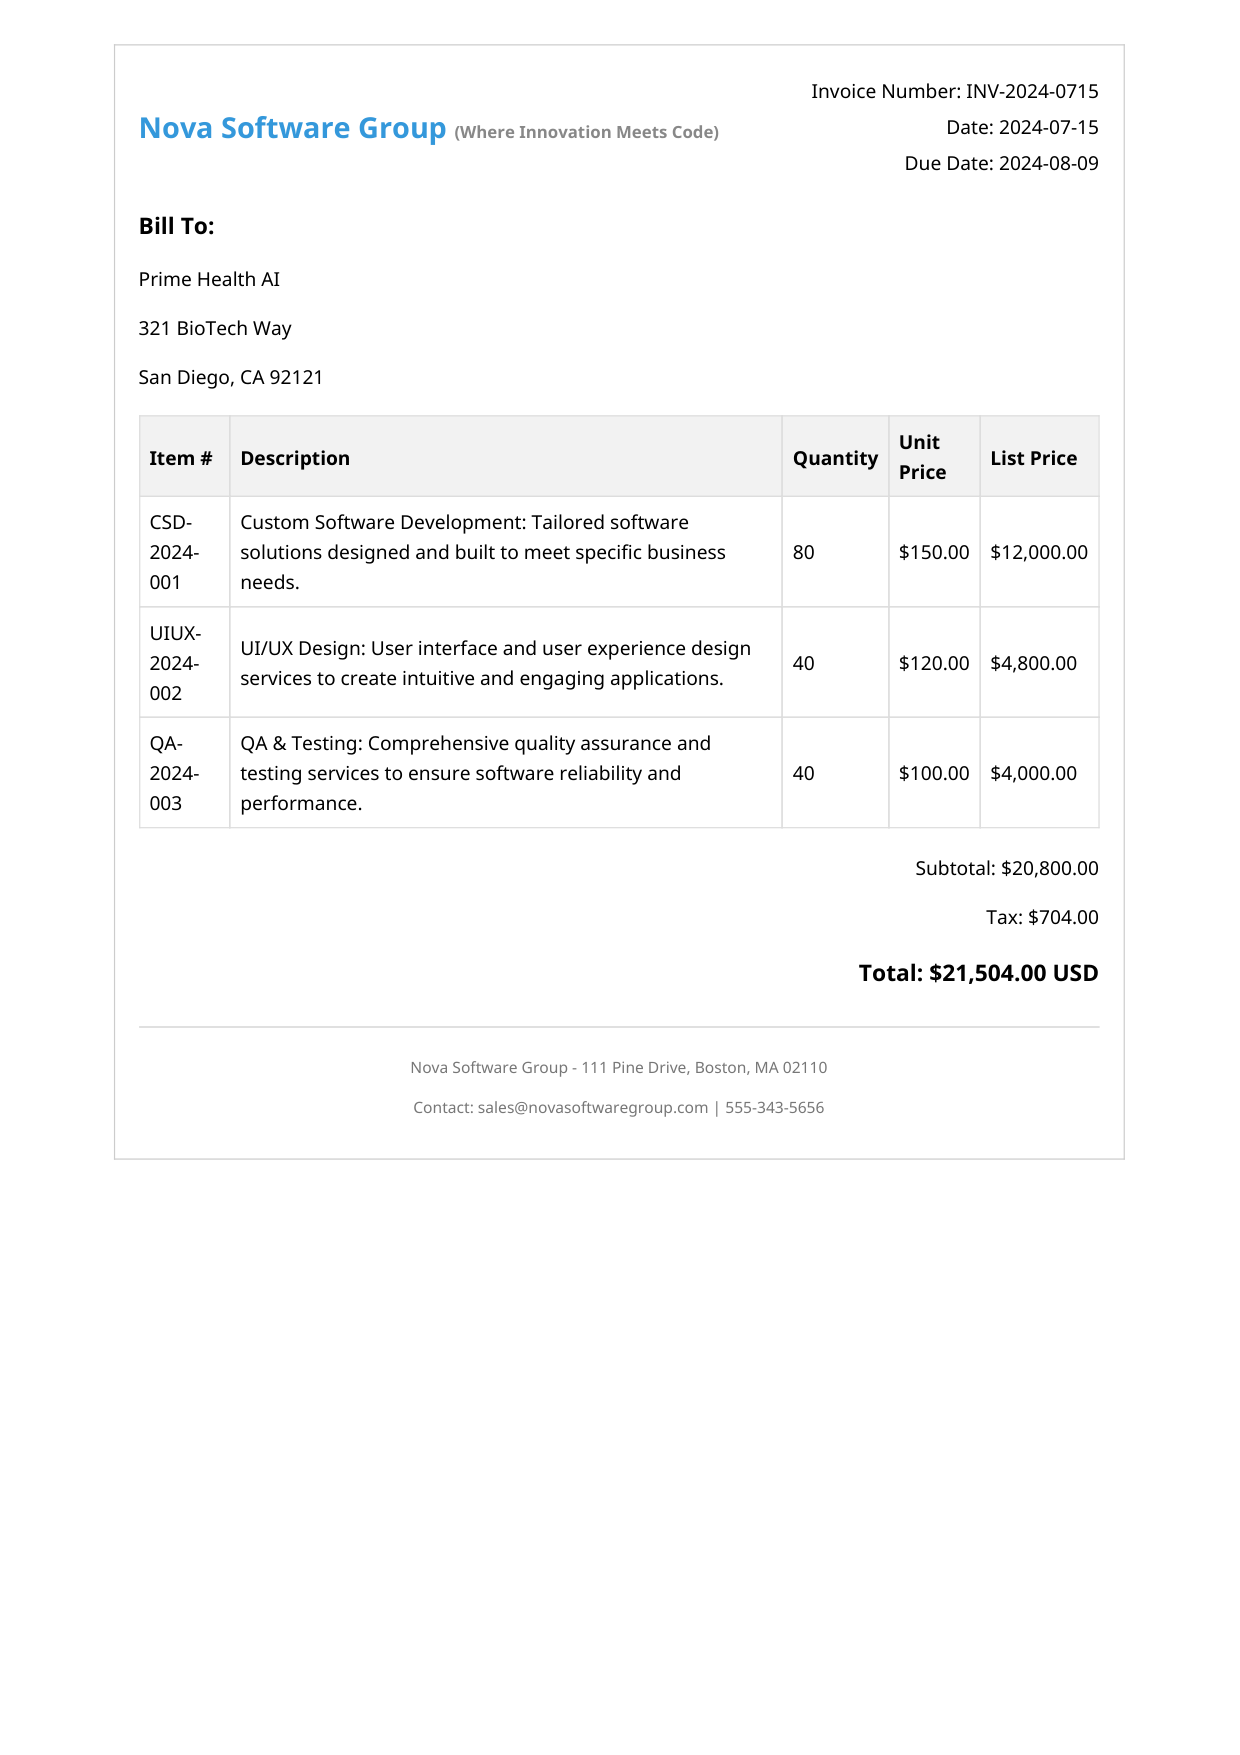 Invoice Number: INV-2024-0715
Nova Software Group (Where Innovation Meets Code)
Date: 2024-07-15
Due Date: 2024-08-09
Bill To:
Prime Health AI
321 BioTech Way
San Diego, CA 92121
Item # Description Quantity Unit Price List Price
CSD-2024-001 Custom Software Development: Tailored software solutions designed and built to meet specific business needs. 80 $150.00 $12,000.00
UIUX-2024-002 UI/UX Design: User interface and user experience design services to create intuitive and engaging applications. 40 $120.00 $4,800.00
QA-2024-003 QA & Testing: Comprehensive quality assurance and testing services to ensure software reliability and performance. 40 $100.00 $4,000.00
Subtotal: $20,800.00
Tax: $704.00
Total: $21,504.00 USD
Nova Software Group - 111 Pine Drive, Boston, MA 02110
Contact: sales@novasoftwaregroup.com | 555-343-5656